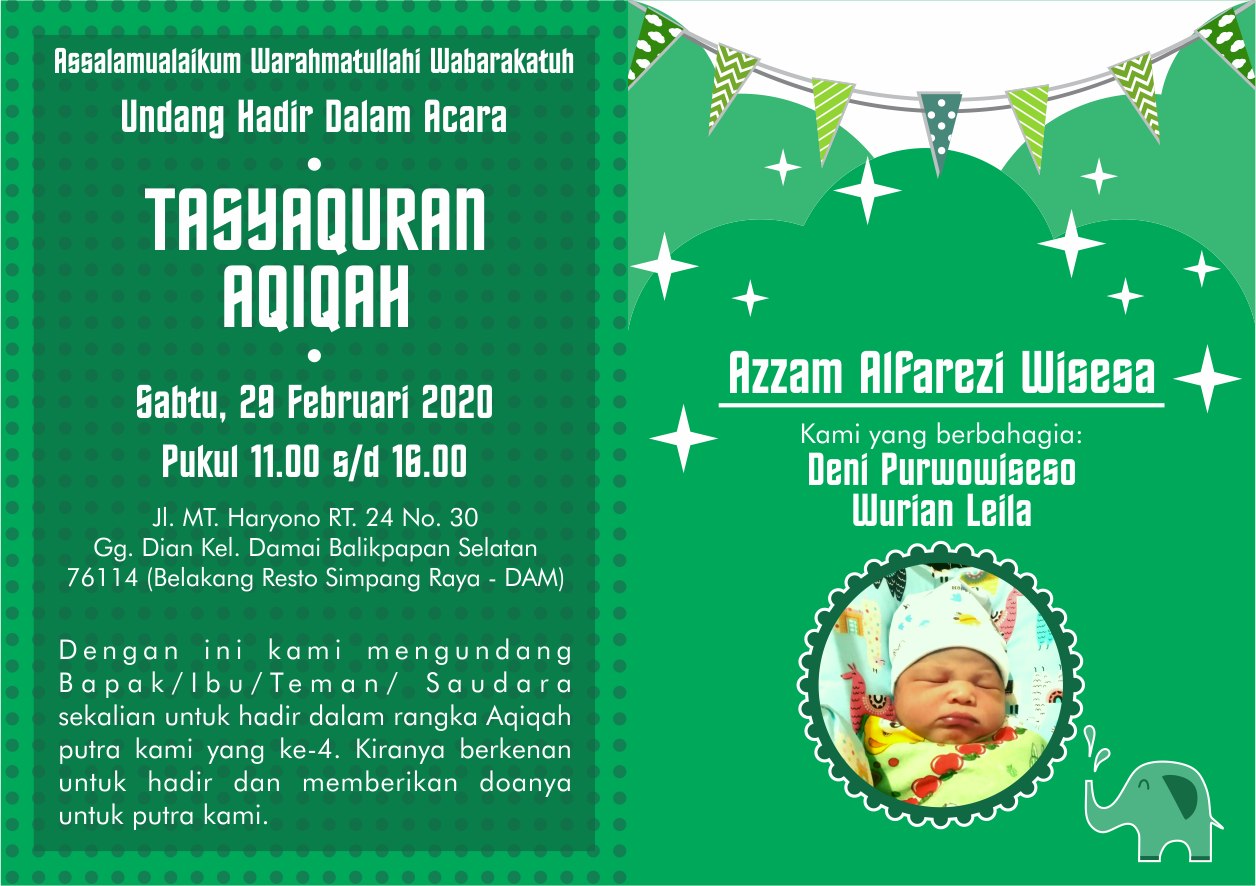 Assalamualaikum Warahmatullahi Wabarakatuh
Undang Hadir Dalam Acara
TASYAQURAN
AQIQAH
Sabtu, 29 Februari 2020
Pukul 11.00 s/d 16.00
Jl. MT. Haryono RT. 24 No. 30
Gg. Dian Kel. Damai Balikpapan Selatan
76114 (Belakang Resto Simpang Raya - DAM)
Dengan ini kami mengundang
Bapak/Ibu/Teman/ Saudara
sekalian untuk hadir dalam rangka Aqiqah
putra kami yang ke-4. Kiranya berkenan
untuk hadir dan memberikan doanya
untuk putra kami.
Azzam Alfarezi Wisesa
Kami yang berbahagia:
Deni Purwowiseso
Wurian Leila